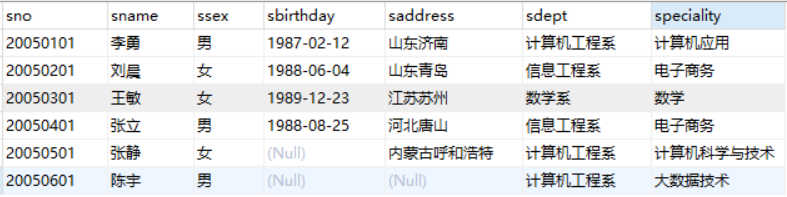 sno sname ssex sbirthday saddress sdept speciality
20050101 李勇 男 1987-02-12 山东济南 计算机工程系 计算机应用
20050201 刘晨 女 1988-06-04 山东青岛 信息工程系 电子商务
20050301 王敏 女 1989-12-23 江苏苏州 数学系 数学
20050401 张立 男 1988-08-25 河北唐山 信息工程系 电子商务
20050501 张静 女 (Null) 内蒙古呼和浩特 计算机工程系 计算机科学与技术
20050601 陈宇 男 (Null) (Null) 计算机工程系 大数据技术